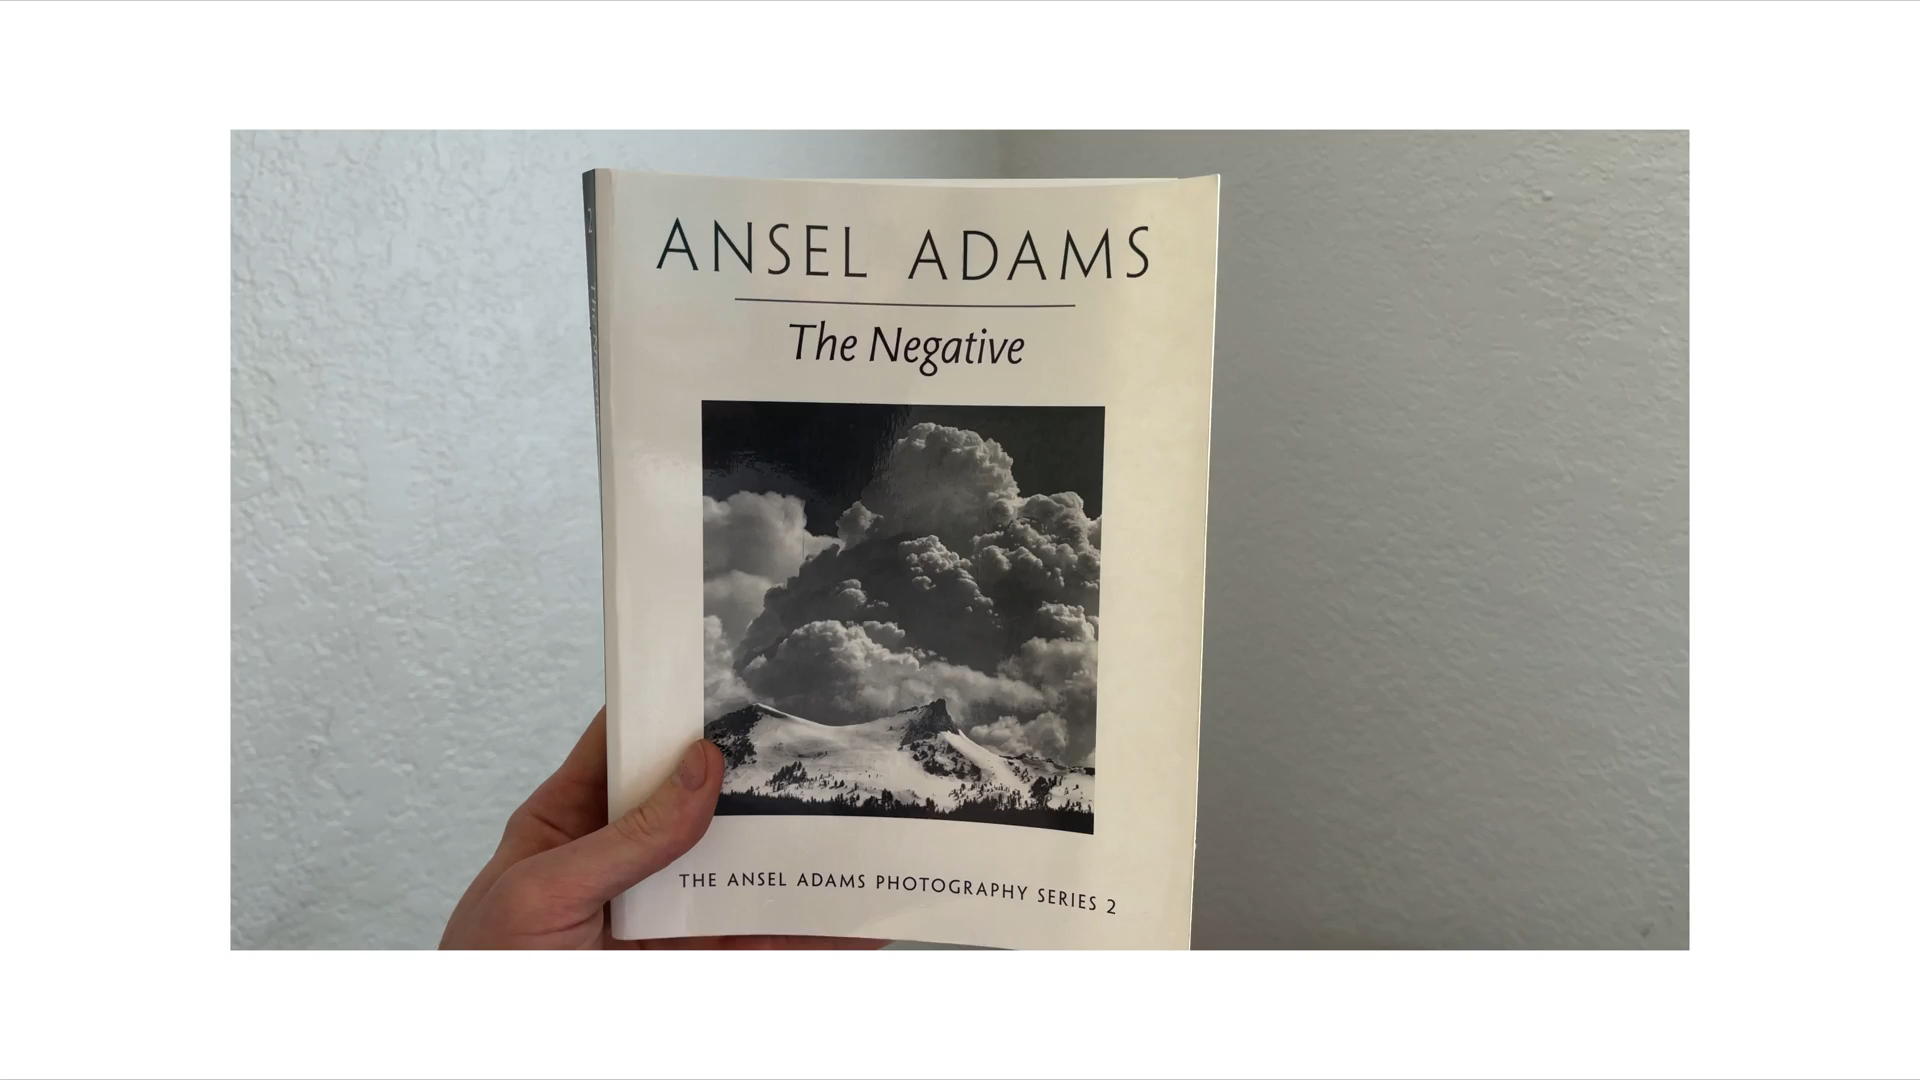 ANSEL ADAMS
The Negative
THE ANSEL ADAMS PHOTOGRAPHY SERIES 2